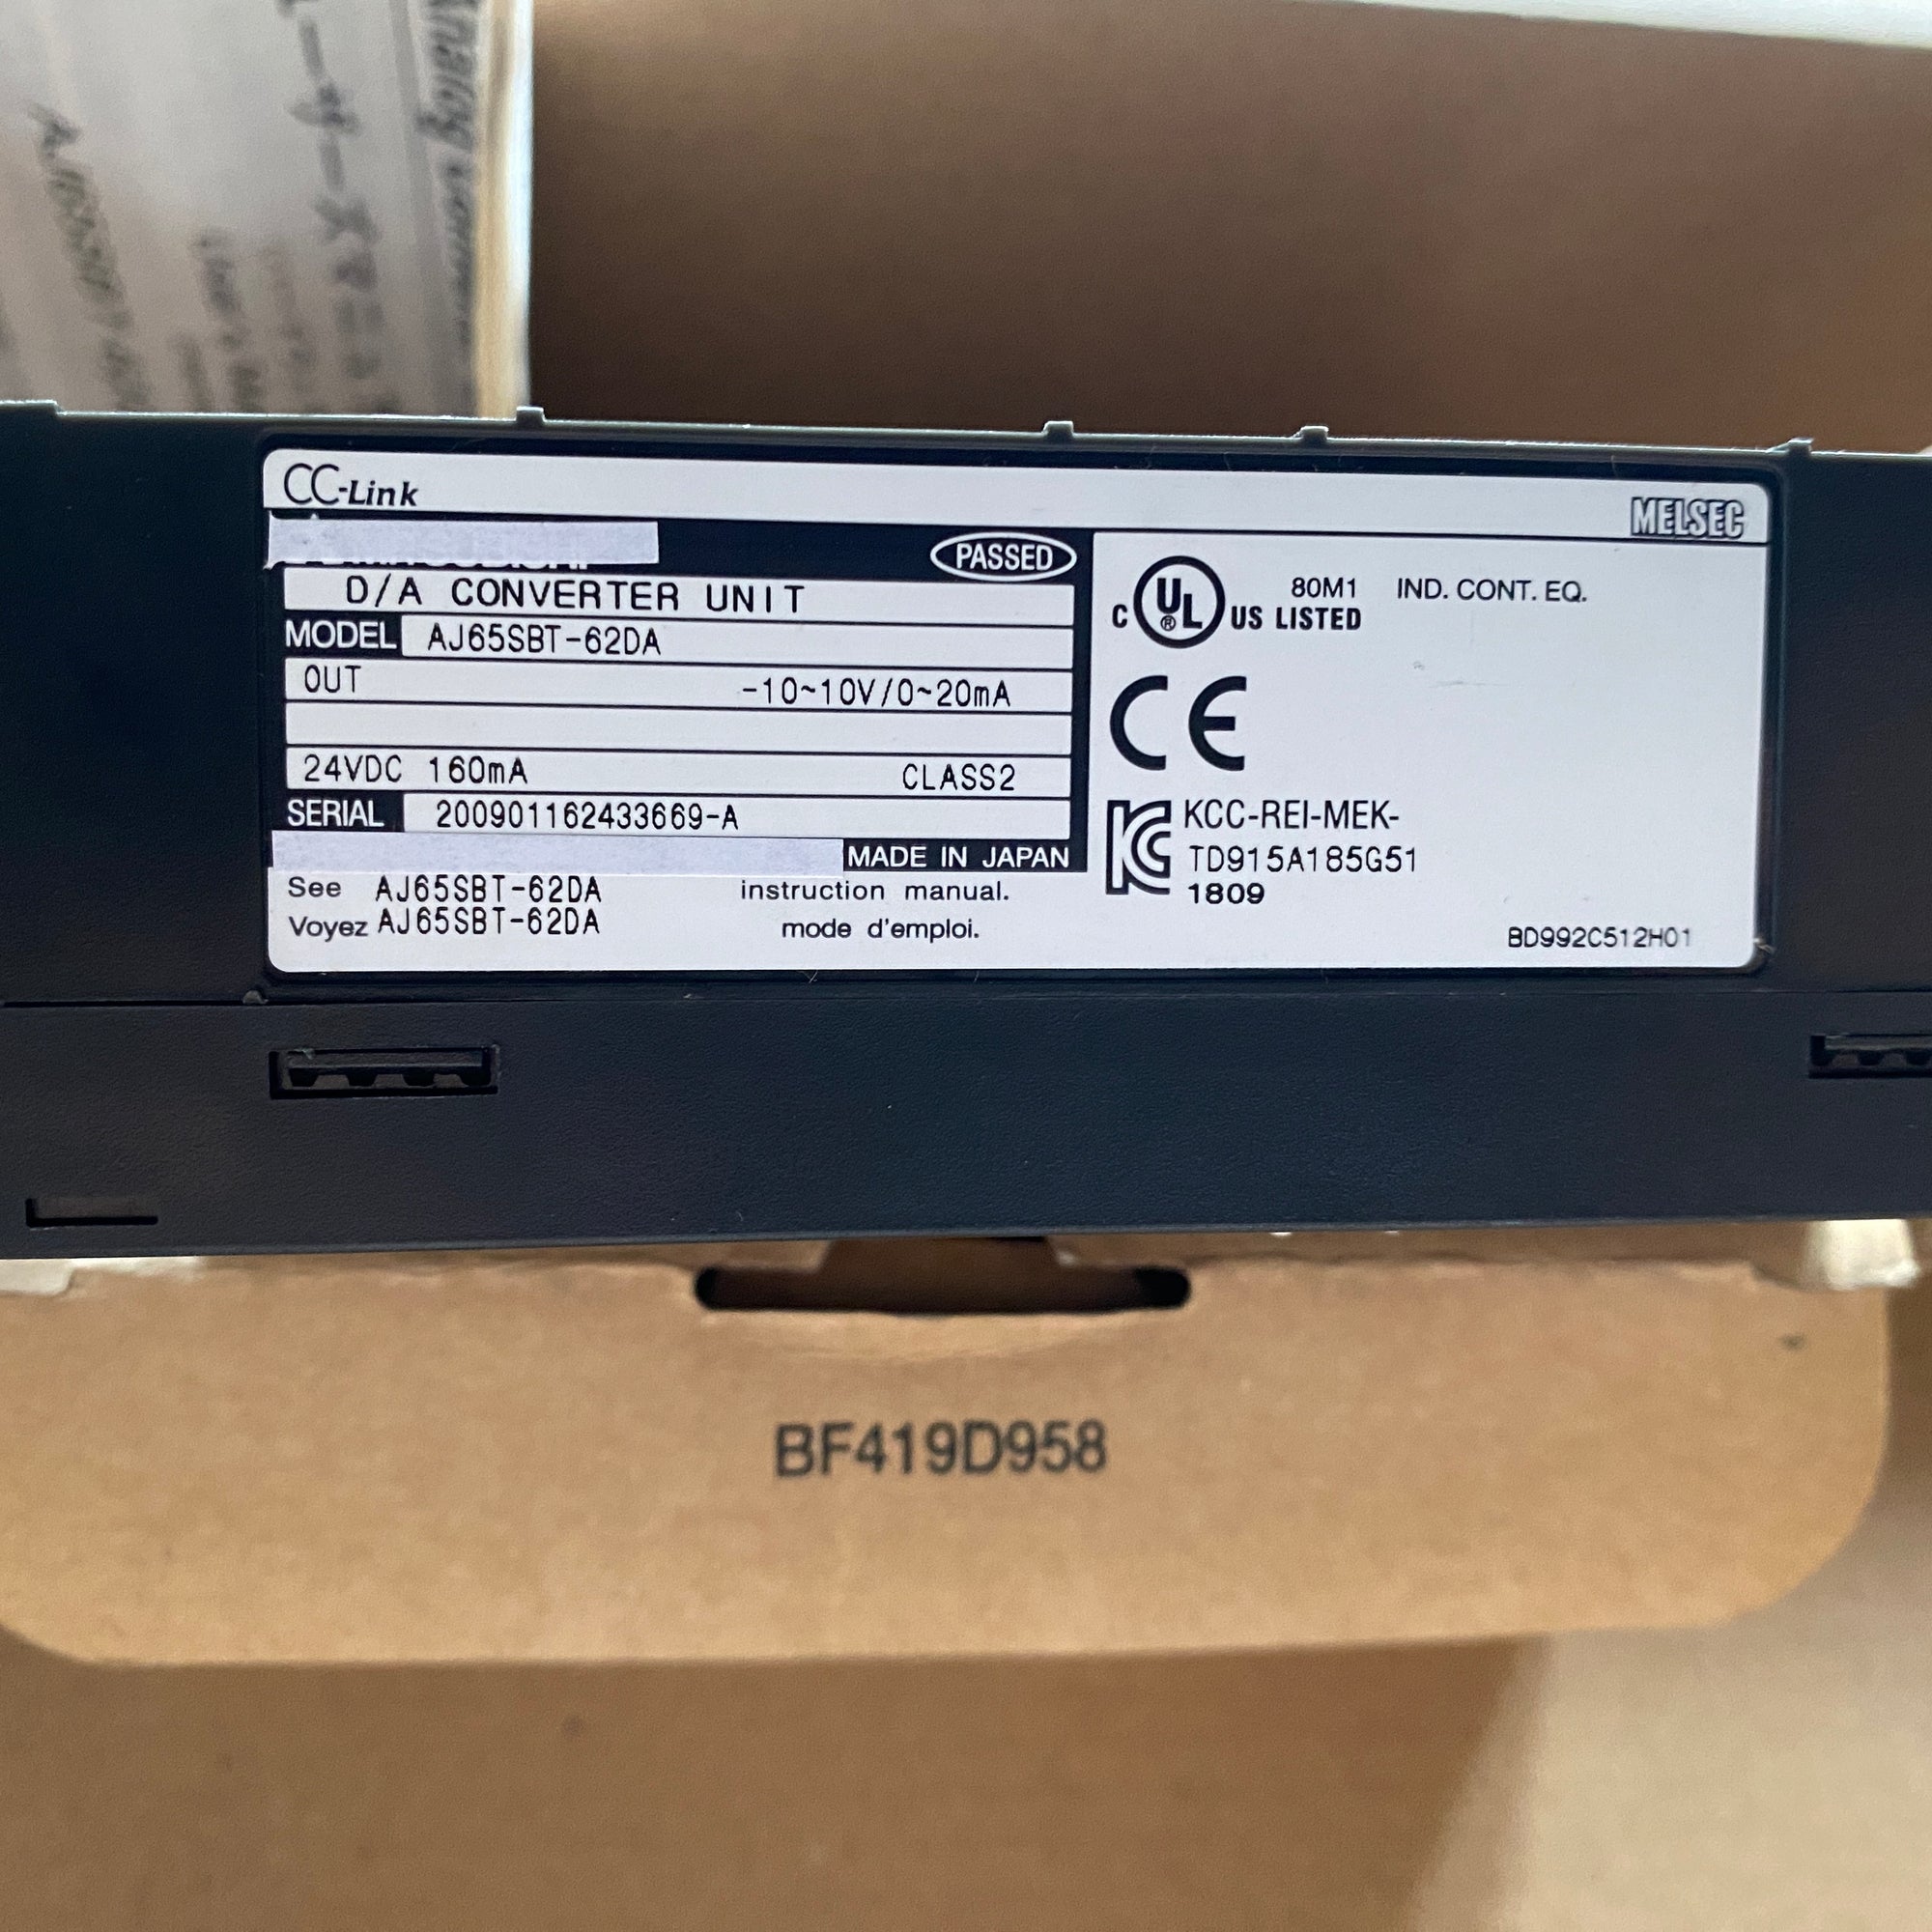 Analog
CC-Link
MELSEC
PASSED
D/A CONVERTER UNIT
MODEL AJ65SBT-62DA
OUT -10~10V/0~20mA
24VDC 160mA CLASS2
SERIAL 200901162433669-A
MADE IN JAPAN
See AJ65SBT-62DA instruction manual.
Voyez AJ65SBT-62DA mode d'emploi.
C UL ® US LISTED 80M1 IND. CONT. EQ.
CE
KC KCC-REI-MEK-
TD915A185G51
1809
BD992C512H01
BF419D958